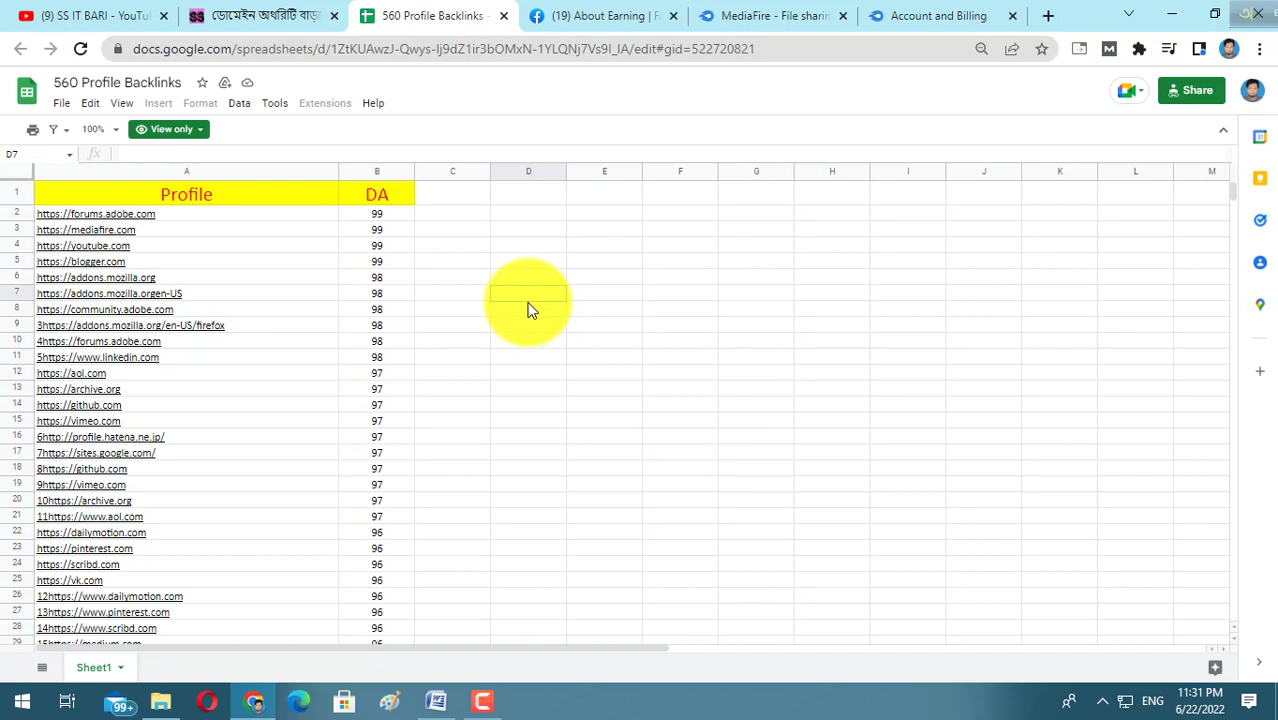 (9) SS IT BARI - YouTu
ডোমেইন অথরিটি বাড়ে
560 Profile Backlinks -
(19) About Earning | Fa
MediaFire - File sharin
Account and Billing
docs.google.com/spreadsheets/d/1ZtKUAwzJ-Qwys-Ij9dZ1ir3bOMxN-1YLQNj7Vs9I_IA/edit#gid=522720821
560 Profile Backlinks
Share
File Edit View Insert Format Data Tools Extensions Help
100% View only
D7 fx
A B C D E F G H I J K L M
1 Profile DA
2 https://forums.adobe.com 99
3 https://mediafire.com 99
4 https://youtube.com 99
5 https://blogger.com 99
6 https://addons.mozilla.org 98
7 https://addons.mozilla.orgen-US 98
8 https://community.adobe.com 98
9 3https://addons.mozilla.org/en-US/firefox 98
10 4https://forums.adobe.com 98
11 5https://www.linkedin.com 98
12 https://aol.com 97
13 https://archive.org 97
14 https://github.com 97
15 https://vimeo.com 97
16 6http://profile.hatena.ne.jp/ 97
17 7https://sites.google.com/ 97
18 8https://github.com 97
19 9https://vimeo.com 97
20 10https://archive.org 97
21 11https://www.aol.com 97
22 https://dailymotion.com 96
23 https://pinterest.com 96
24 https://scribd.com 96
25 https://vk.com 96
26 12https://www.dailymotion.com 96
27 13https://www.pinterest.com 96
28 14https://www.scribd.com 96
29 15https://medium.com 96
Sheet1
99+
ENG
11:31 PM
6/22/2022